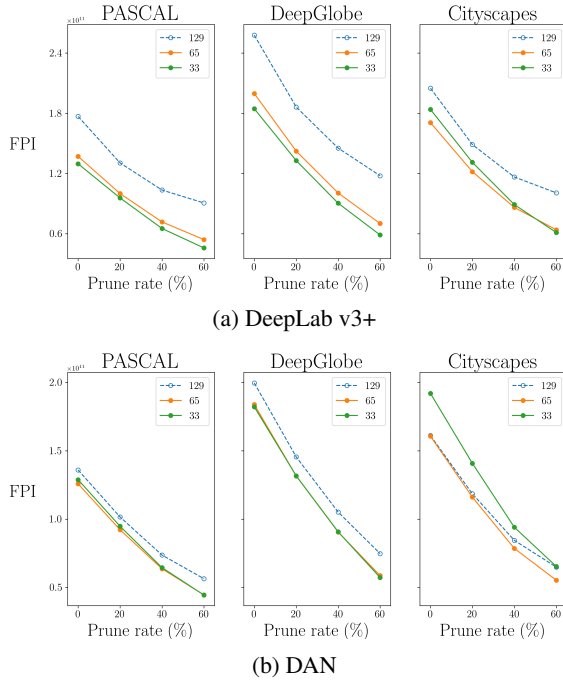 PASCAL DeepGlobe Cityscapes
×10¹¹
129 129 129
65 65 65
33 33 33
2.4
1.8
FPI
1.2
0.6
0 20 40 60 0 20 40 60 0 20 40 60
Prune rate (%) Prune rate (%) Prune rate (%)
(a) DeepLab v3+
PASCAL DeepGlobe Cityscapes
×10¹¹
2.0
129 129 129
65 65 65
33 33 33
1.5
FPI
1.0
0.5
0 20 40 60 0 20 40 60 0 20 40 60
Prune rate (%) Prune rate (%) Prune rate (%)
(b) DAN